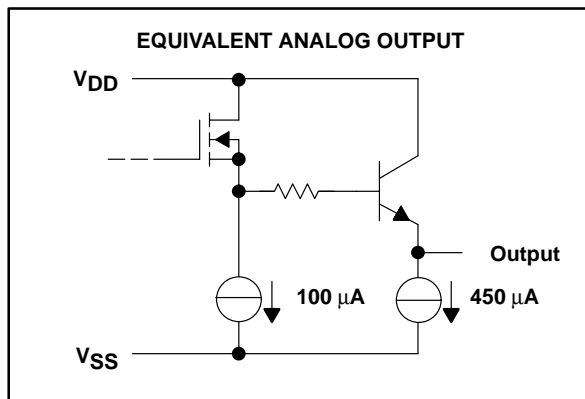 EQUIVALENT ANALOG OUTPUT
VDD
Output
100 μA
450 μA
VSS